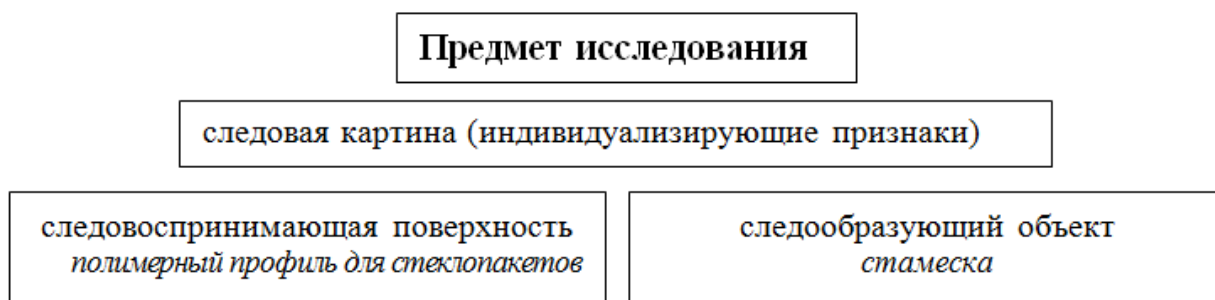 Предмет исследования
следовая картина (индивидуализирующие признаки)
следовоспринимающая поверхность
полимерный профиль для стеклопакетов
следообразующий объект
стамеска